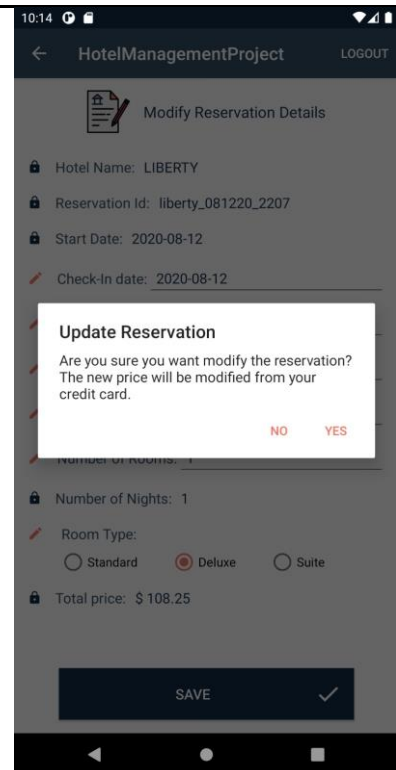 10:14
HotelManagementProject LOGOUT
Modify Reservation Details
Hotel Name: LIBERTY
Reservation Id: liberty_081220_2207
Start Date: 2020-08-12
Check-In date: 2020-08-12
Update Reservation
Are you sure you want modify the reservation?
The new price will be modified from your
credit card.
NO YES
Number of Rooms: 1
Number of Nights: 1
Room Type:
Standard Deluxe Suite
Total price: $ 108.25
SAVE